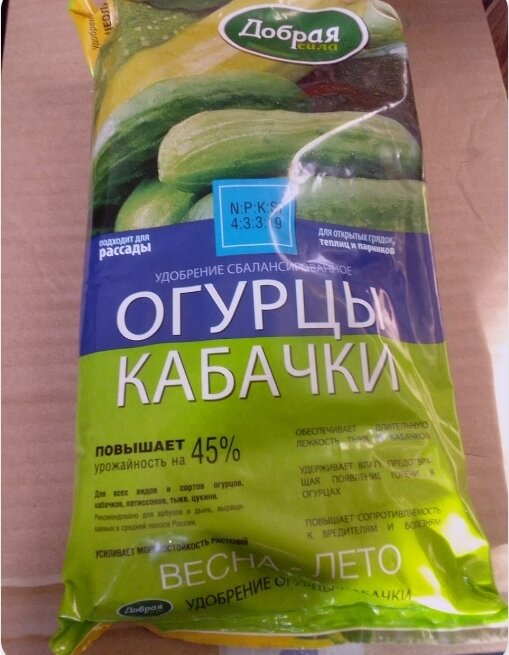 Удобрение
Добрая
сила
N:P:K:S:
4:3:3:19
подходит для
рассады
для открытых грядок,
теплиц и парников
УДОБРЕНИЕ СБАЛАНСИРОВАННОЕ
ОГУРЦЫ
КАБАЧКИ
ПОВЫШАЕТ
урожайность на 45%
Для всех видов и сортов огурцов,
кабачков, патиссонов, тыква, цукини.
Рекомендовано для арбузов и дынь, выращи-
ваемых в средней полосе России.
УСИЛИВАЕТ МОРОЗОСТОЙКОСТЬ РАСТЕНИЙ
ОБЕСПЕЧИВАЕТ ДЛИТЕЛЬНУЮ
ЛЕЖКОСТЬ ТЫКВ И КАБАЧКОВ
УДЕРЖИВАЕТ ВЛАГУ, ПРЕДОТВРА-
ЩАЯ ПОЯВЛЕНИЕ ГОРЕЧИ В
ОГУРЦАХ
ПОВЫШАЕТ СОПРОТИВЛЯЕМОСТЬ
К ВРЕДИТЕЛЯМ И БОЛЕЗНЯМ
ВЕСНА - ЛЕТО
Добрая
УДОБРЕНИЕ ОГУРЦЫ-КАБАЧКИ